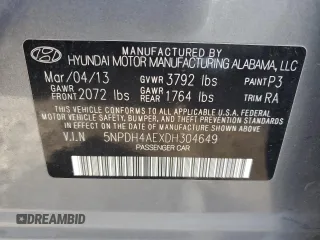 MANUFACTURED BY
HYUNDAI MOTOR MANUFACTURING ALABAMA, LLC
Mar/04/13 GVWR 3792 lbs PAINT P3
GAWR FRONT 2072 lbs GAWR REAR 1764 lbs TRIM RA
THIS VEHICLE CONFORMS TO ALL APPLICABLE U.S.A. FEDERAL
MOTOR VEHICLE SAFETY, BUMPER, AND THEFT PREVENTION
STANDARDS IN EFFECT ON THE DATE OF MANUFACTURE SHOWN ABOVE.
V.I.N 5NPDH4AEXDH304649
PASSENGER CAR
DREAMBID